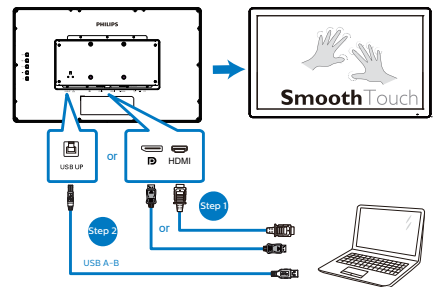 PHILIPS
SmoothTouch
USB UP
or
HDMI
Step 1
or
Step 2
USB A-B